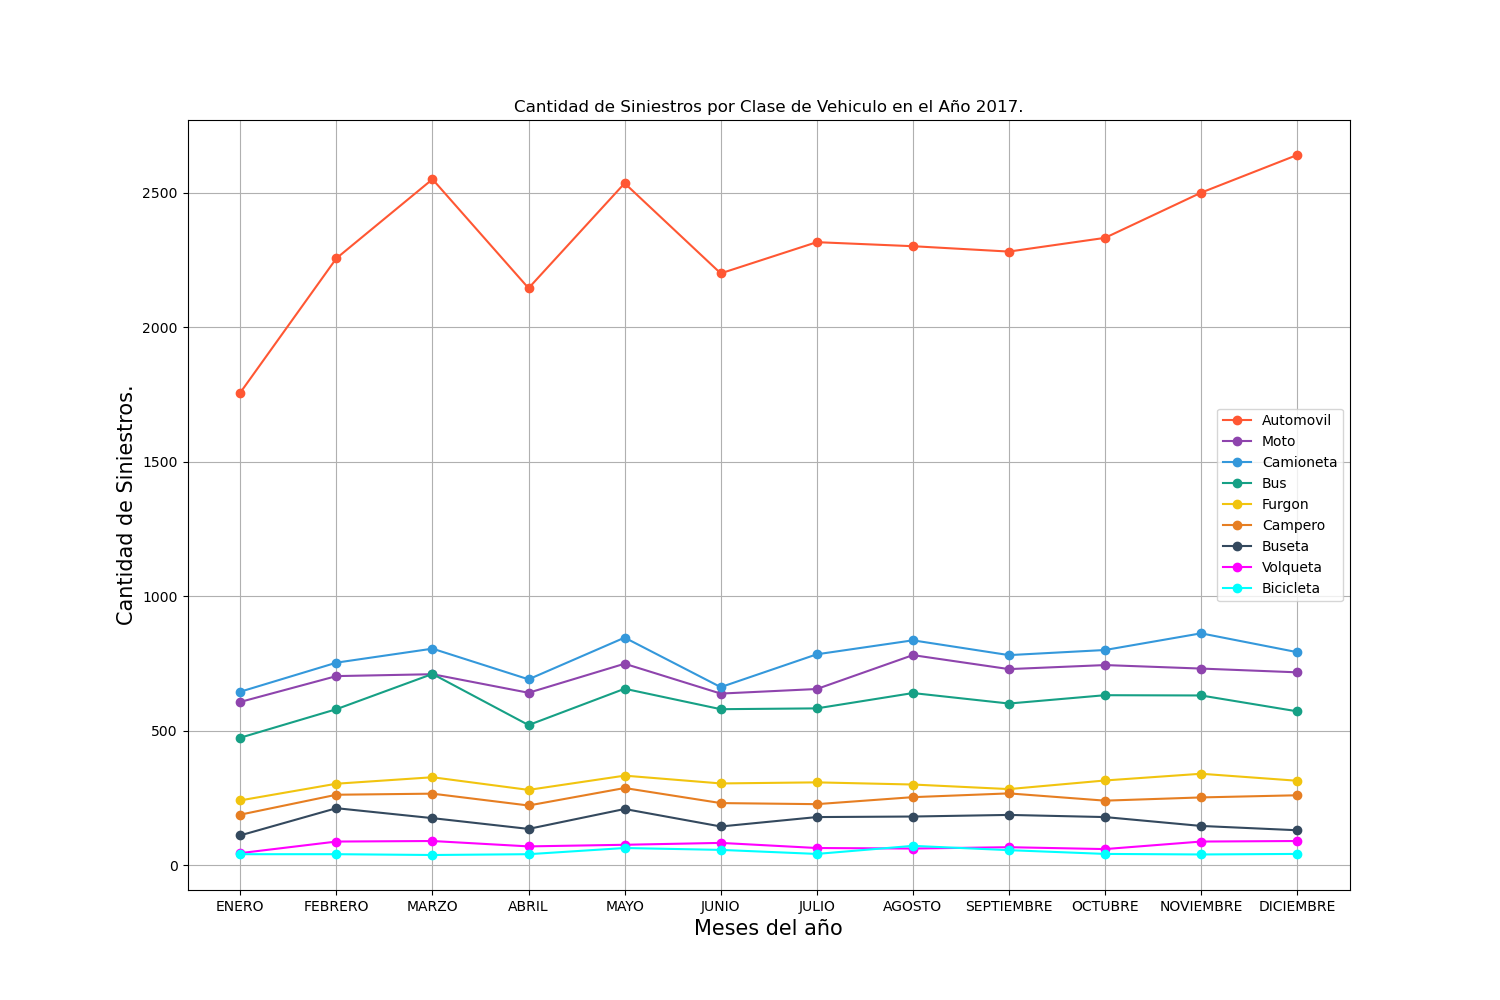 Cantidad de Siniestros por Clase de Vehiculo en el Año 2017.
Cantidad de Siniestros.
2500
2000
1500
1000
500
0
Automovil
Moto
Camioneta
Bus
Furgon
Campero
Buseta
Volqueta
Bicicleta
ENERO FEBRERO MARZO ABRIL MAYO JUNIO JULIO AGOSTO SEPTIEMBRE OCTUBRE NOVIEMBRE DICIEMBRE
Meses del año